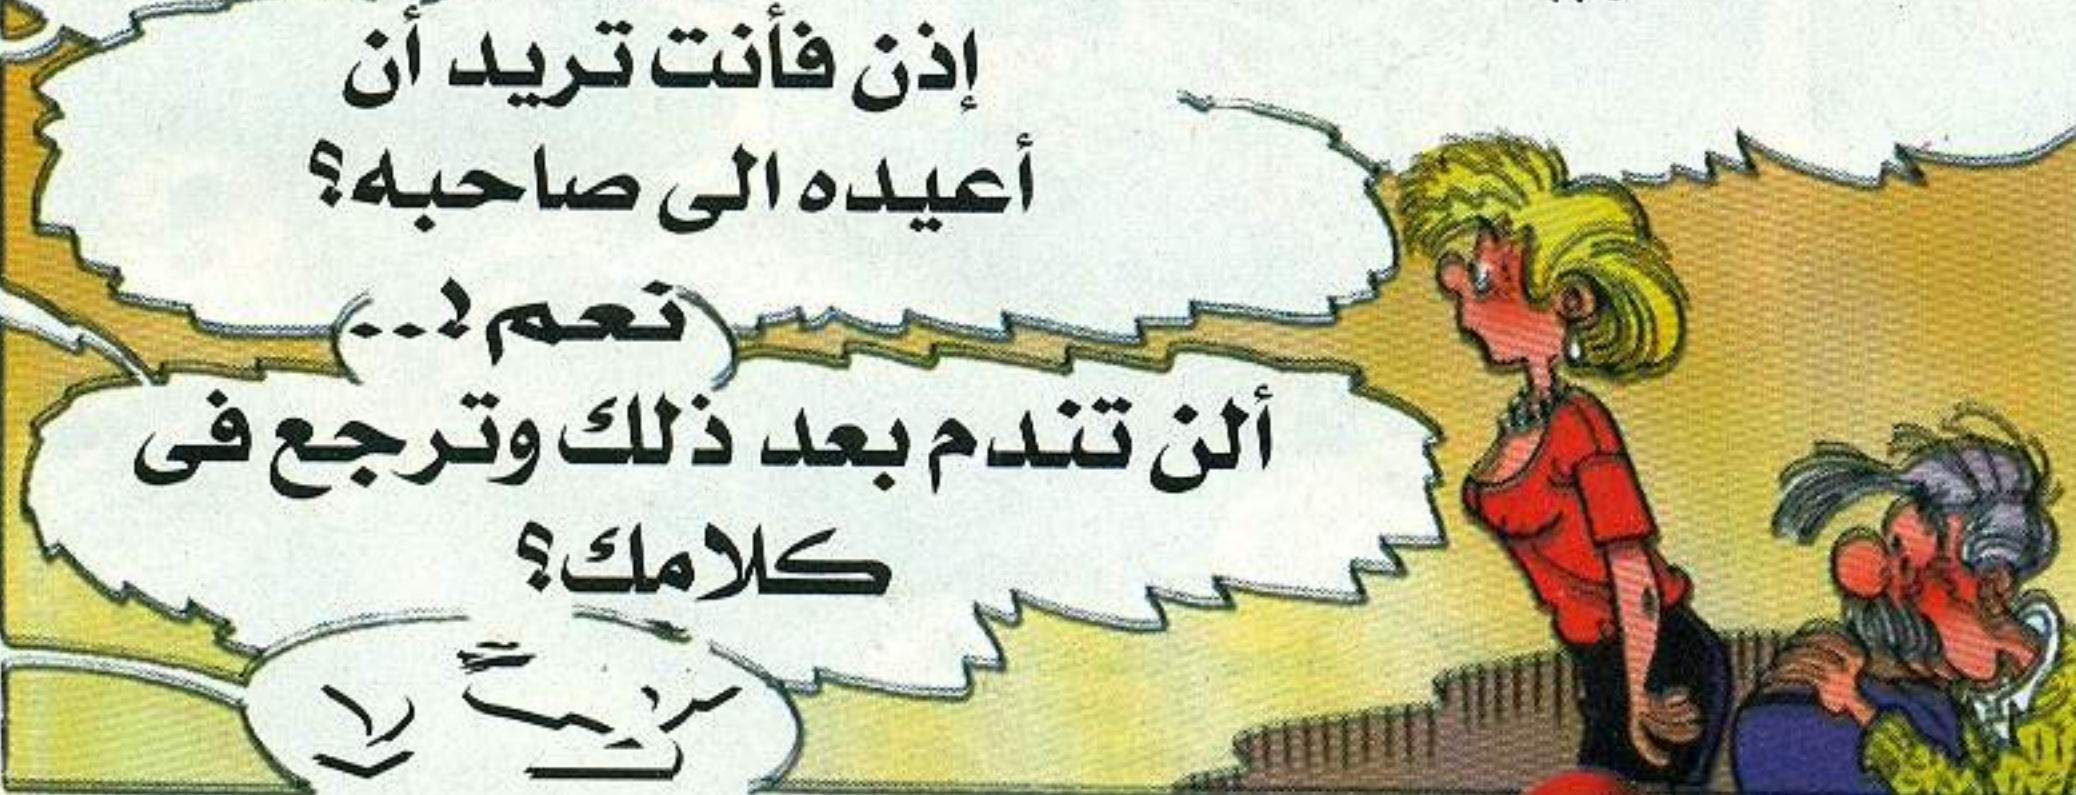 إذن فأنت تريد أن
أعيده الى صاحبه؟
نعم!..
ألن تندم بعد ذلك وترجع فى
كلامك؟